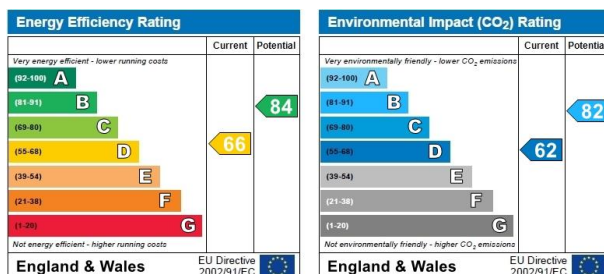 Energy Efficiency Rating
Current Potential
Very energy efficient - lower running costs
(92-100) A
(81-91) B
84
(69-80) C
66
(55-68) D
(39-54) E
(21-38) F
(1-20) G
Not energy efficient - higher running costs
England & Wales
EU Directive
2002/91/EC
Environmental Impact (CO₂) Rating
Current Potential
Very environmentally friendly - lower CO₂ emissions
(92-100) A
(81-91) B
82
(69-80) C
(55-68) D
62
(39-54) E
(21-38) F
(1-20) G
Not environmentally friendly - higher CO₂ emissions
England & Wales
EU Directive
2002/91/EC